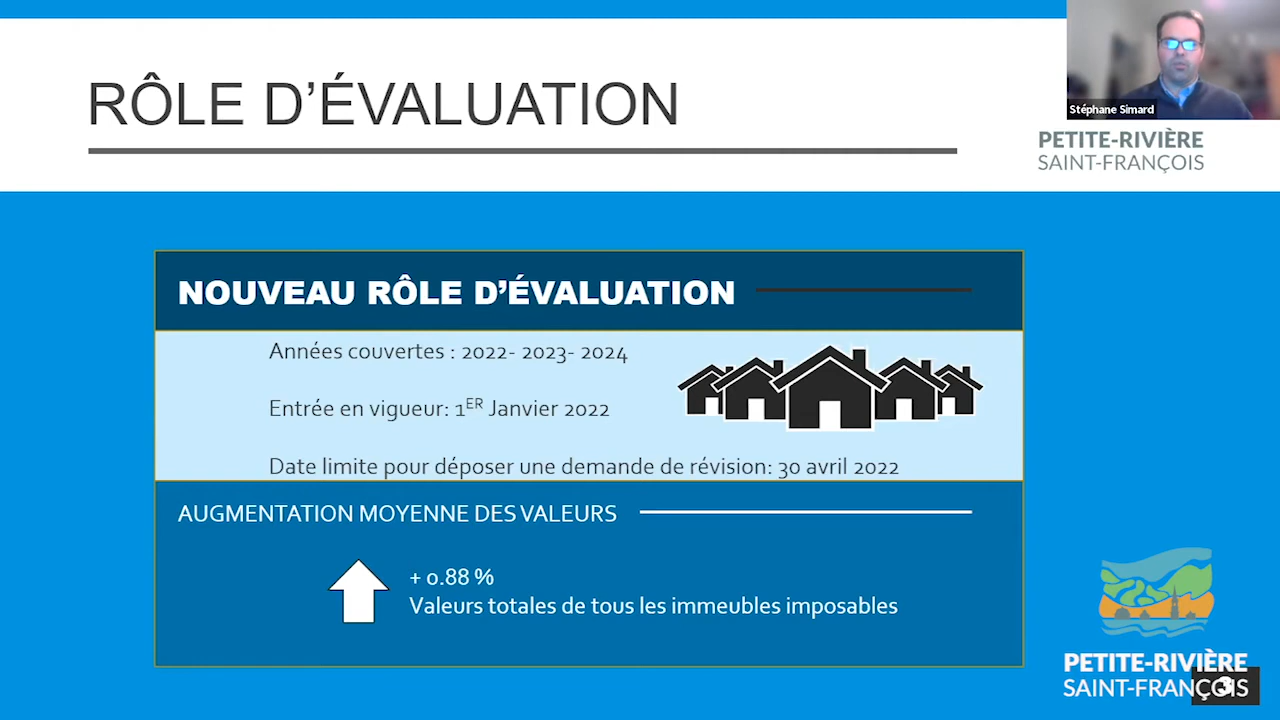 RÔLE D’ÉVALUATION
Stéphane Simard
PETITE-RIVIÈRE
SAINT-FRANÇOIS
NOUVEAU RÔLE D’ÉVALUATION
Années couvertes : 2022- 2023- 2024
Entrée en vigueur: 1ER Janvier 2022
Date limite pour déposer une demande de révision: 30 avril 2022
AUGMENTATION MOYENNE DES VALEURS
+ 0.88 %
Valeurs totales de tous les immeubles imposables
PETITE-RIVIÈRE
SAINT-FRANÇOIS
3